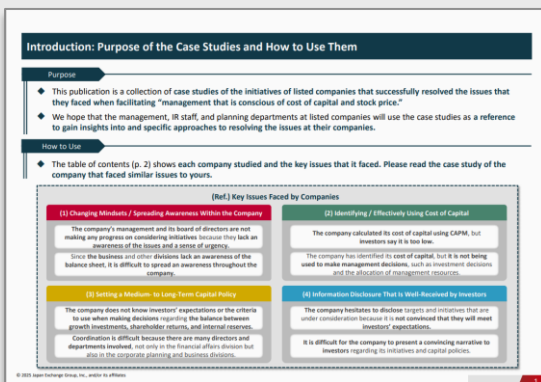 Introduction: Purpose of the Case Studies and How to Use Them
Purpose
◆ This publication is a collection of case studies of the initiatives of listed companies that successfully resolved the issues that
they faced when facilitating "management that is conscious of cost of capital and stock price."
◆ We hope that the management, IR staff, and planning departments at listed companies will use the case studies as a reference
to gain insights into and specific approaches to resolving the issues at their companies.
How to Use
◆ The table of contents (p. 2) shows each company studied and the key issues that it faced. Please read the case study of the
company that faced similar issues to yours.
(Ref.) Key Issues Faced by Companies
(1) Changing Mindsets / Spreading Awareness Within the Company
The company's management and its board of directors are not
making any progress on considering initiatives because they lack an
awareness of the issues and a sense of urgency.
Since the business and other divisions lack an awareness of the
balance sheet, it is difficult to spread an awareness throughout the
company.
(2) Identifying / Effectively Using Cost of Capital
The company calculated its cost of capital using CAPM, but
investors say it is too low.
The company has identified its cost of capital, but it is not being
used to make management decisions, such as investment decisions
and the allocation of management resources.
(3) Setting a Medium- to Long-Term Capital Policy
The company does not know investors' expectations or the criteria
to use when making decisions regarding the balance between
growth investments, shareholder returns, and internal reserves.
Coordination is difficult because there are many directors and
departments involved, not only in the financial affairs division but
also in the corporate planning and business divisions.
(4) Information Disclosure That Is Well-Received by Investors
The company hesitates to disclose targets and initiatives that are
under consideration because it is not convinced that they will meet
investors' expectations.
It is difficult for the company to present a convincing narrative to
investors regarding its initiatives and capital policies.
© 2025 Japan Exchange Group, Inc., and/or its affiliates
1